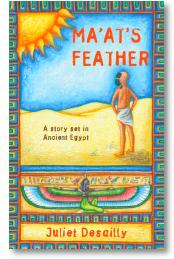 MA'AT'S
FEATHER
A story set in
Ancient Egypt
Juliet Desailly